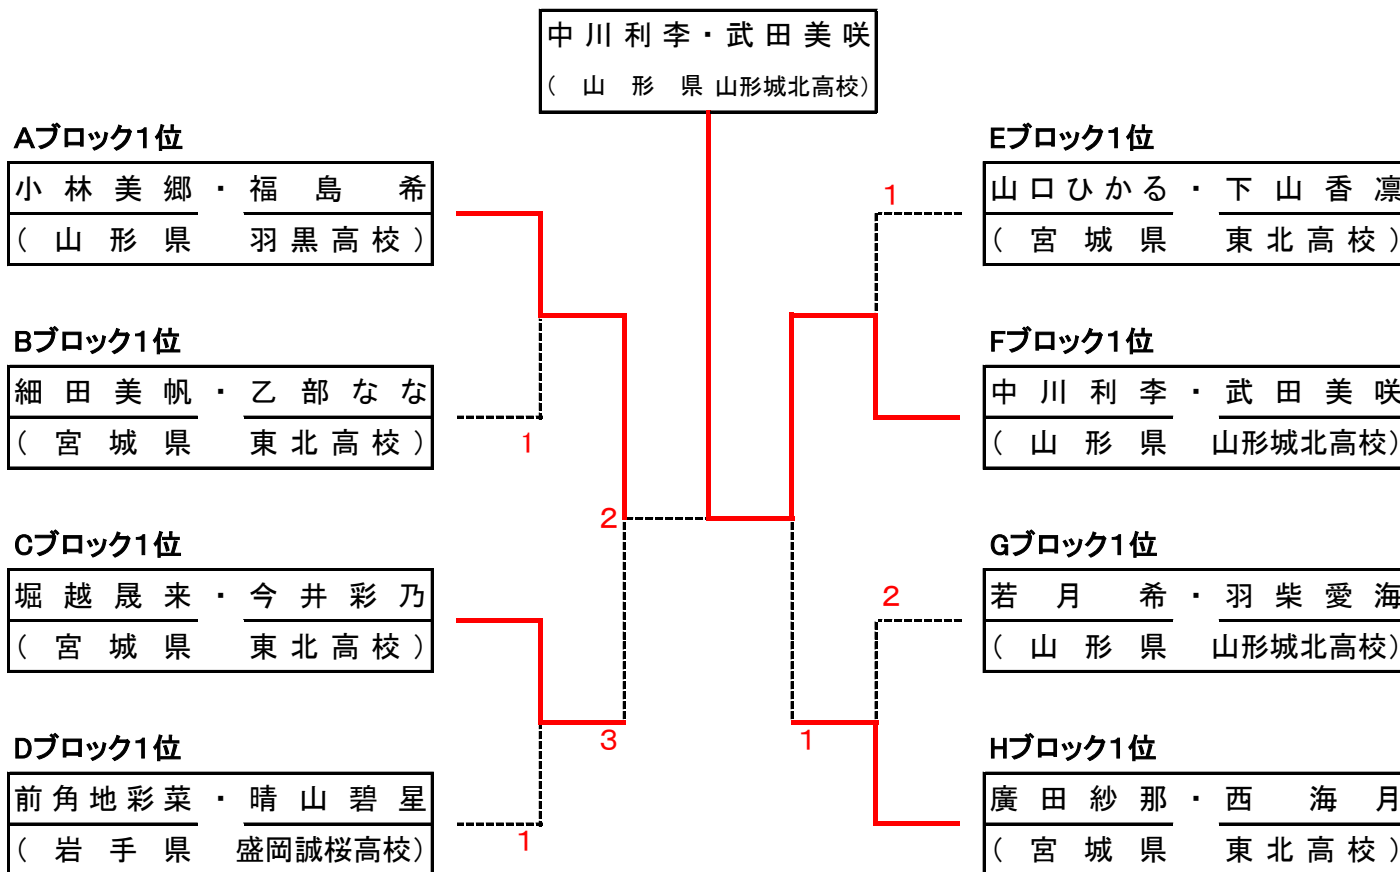 中川利李・武田美咲
(山形県 山形城北高校)
Aブロック1位
小林美郷・福島希
(山形県 羽黒高校)
Bブロック1位
細田美帆・乙部なな
(宮城県 東北高校)
1
Cブロック1位
堀越晟来・今井彩乃
(宮城県 東北高校)
Dブロック1位
前角地彩菜・晴山碧星
(岩手県 盛岡誠桜高校)
1
2
3
Eブロック1位
山口ひかる・下山香凛
(宮城県 東北高校)
1
Fブロック1位
中川利李・武田美咲
(山形県 山形城北高校)
Gブロック1位
若月希・羽柴愛海
(山形県 山形城北高校)
2
Hブロック1位
廣田紗那・西海月
(宮城県 東北高校)
1